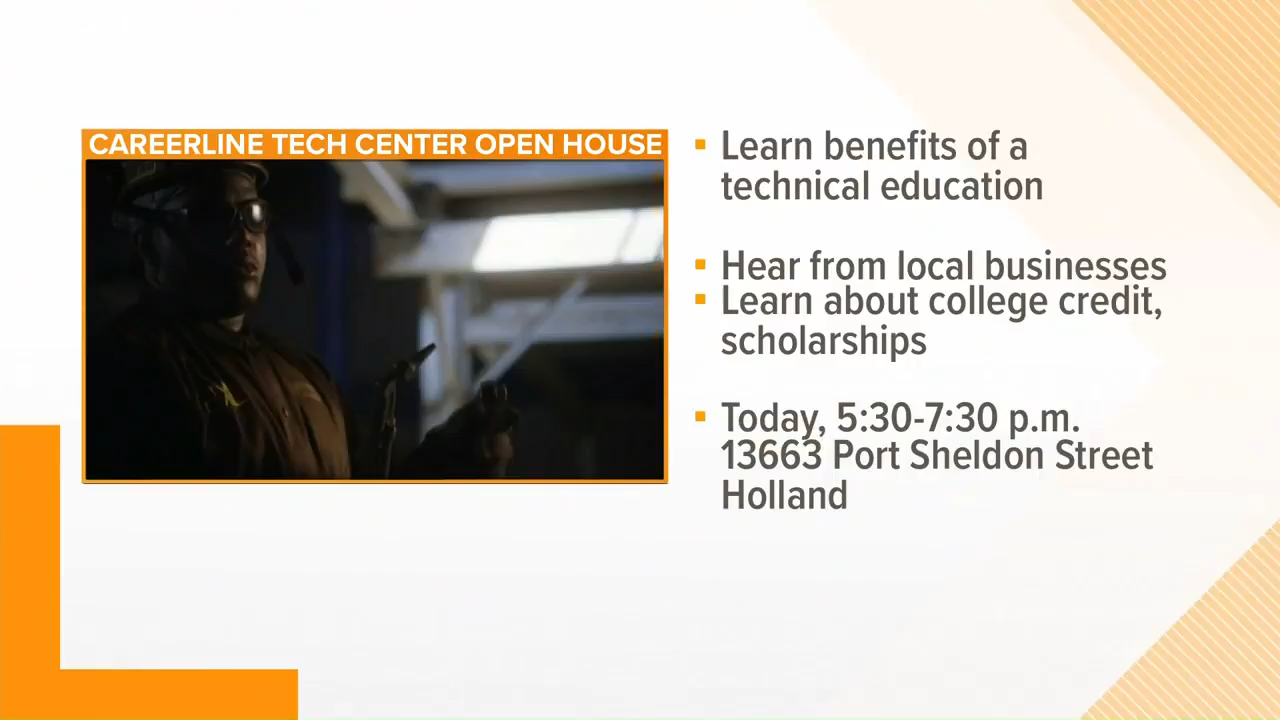 CAREERLINE TECH CENTER OPEN HOUSE
Learn benefits of a
technical education
Hear from local businesses
Learn about college credit,
scholarships
Today, 5:30-7:30 p.m.
13663 Port Sheldon Street
Holland